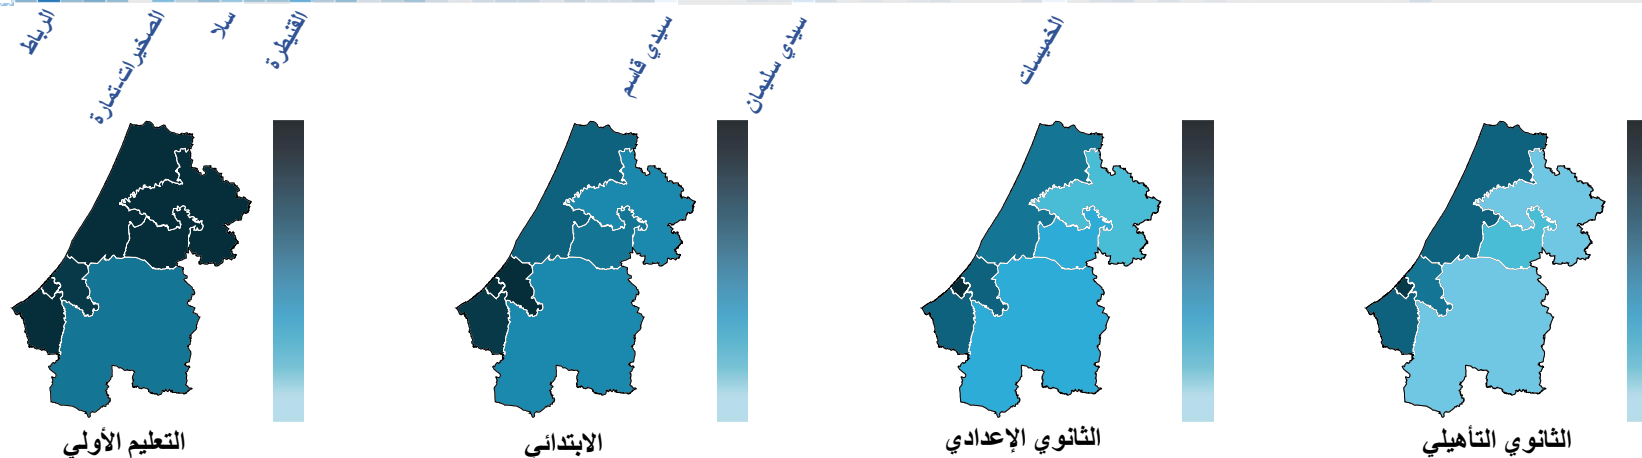 الرباط
الصخيرات-تمارة
سلا
القنيطرة
سيدي قاسم
سيدي سليمان
الخميسات
التعليم الأولي
الابتدائي
الثانوي الإعدادي
الثانوي التأهيلي